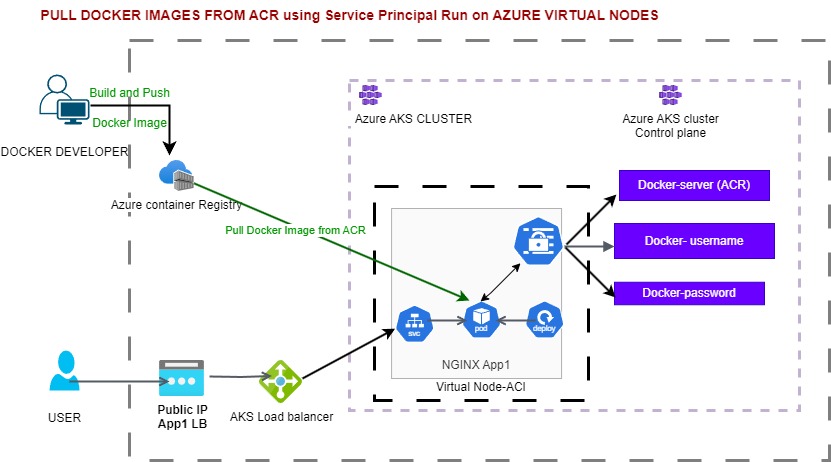 PULL DOCKER IMAGES FROM ACR using Service Principal Run on AZURE VIRTUAL NODES
Build and Push
Docker Image
DOCKER DEVELOPER
Azure container Registry
Pull Docker Image from ACR
Azure AKS CLUSTER
Azure AKS cluster
Control plane
Docker-server (ACR)
Docker- username
Docker-password
svc
pod
deploy
NGINX App1
Virtual Node-ACI
USER
Public IP
App1 LB
AKS Load balancer